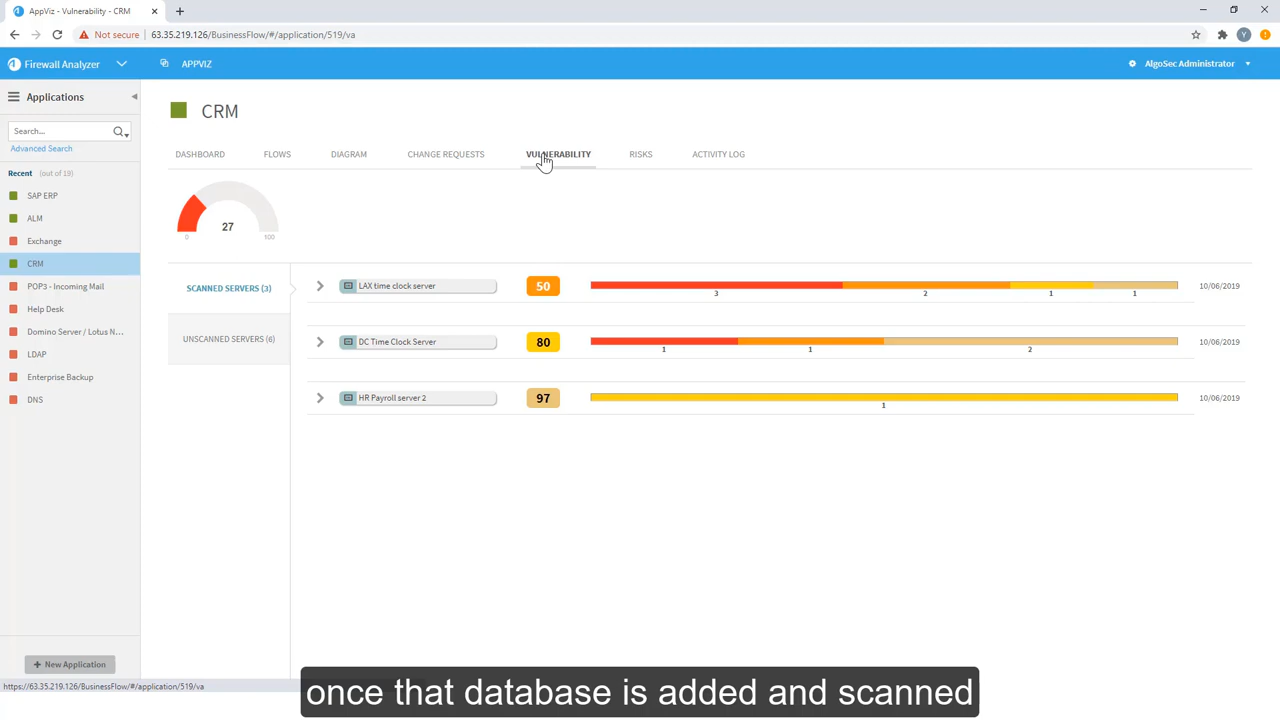 AppViz - Vulnerability - CRM
Not secure
63.35.219.126/BusinessFlow/#/application/519/va
Y
Firewall Analyzer
APPVIZ
AlgoSec Administrator
Applications
Search...
Advanced Search
Recent (out of 19)
SAP ERP
ALM
Exchange
CRM
POP3 - Incoming Mail
Help Desk
Domino Server / Lotus N...
LDAP
Enterprise Backup
DNS
New Application
https://63.35.219.126/BusinessFlow/#/application/519/va
CRM
DASHBOARD FLOWS DIAGRAM CHANGE REQUESTS VULNERABILITY RISKS ACTIVITY LOG
27
0 100
SCANNED SERVERS (3)
UNSCANNED SERVERS (6)
LAX time clock server 50 10/06/2019
3 2 1 1
DC Time Clock Server 80 10/06/2019
1 1 2
HR Payroll server 2 97 10/06/2019
1
once that database is added and scanned